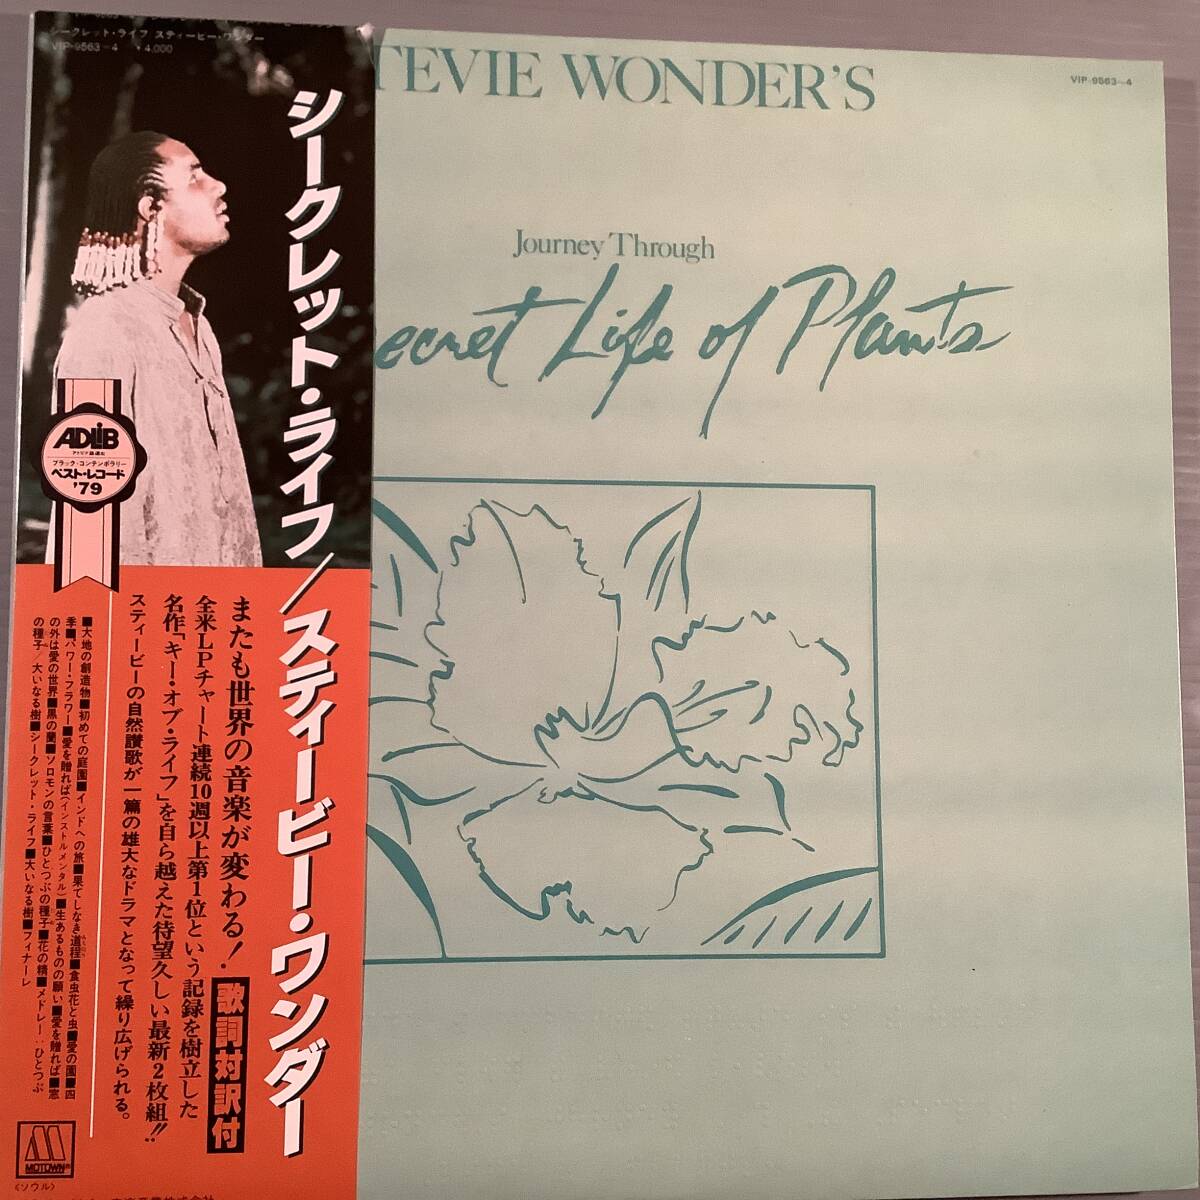 シークレット・ライフ スティービー・ワンダー
VIP-9563~4 ¥4,000
TEVIE WONDER'S
VIP-9563~4
Journey Through
ecret Life of Plants
シークレット・ライフ/スティービー・ワンダー
ADLiB
ブラック・コンテンポラリー
ベスト・レコード
'79
またも世界の音楽が変わる!
歌詞対訳付
全米LPチャート連続10週以上第1位という記録を樹立した
名作「キー・オブ・ライフ」を自ら越えた待望久しい最新2枚組!!
スティービーの自然讃歌が一篇の雄大なドラマとなって繰り広げられる。
■大地の創造物■初めての庭園■インドへの旅■果てしなき道程■食虫花と虫■愛の園■四
季■パワー・フラワー■愛を贈れば(インストルメンタル)■生あるものの願い■愛を贈れば■窓
の外は愛の世界■黒の蘭■ソロモンの言葉■ひとつぶの種子■花の精■メドレー:ひとつぶ
の種子/大いなる樹■シークレット・ライフ■大いなる樹■フィナーレ
M
MOTOWN®
(ソウル)